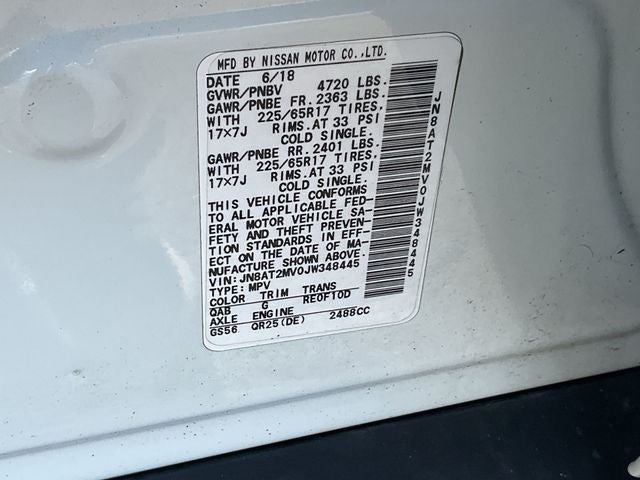 MFD BY NISSAN MOTOR CO.,LTD.
DATE 6/18
GVWR/PNBV 4720 LBS.
GAWR/PNBE FR. 2363 LBS.
WITH 225/65R17 TIRES,
17×7J RIMS.AT 33 PSI
COLD SINGLE.
GAWR/PNBE RR. 2401 LBS.
WITH 225/65R17 TIRES,
17×7J RIMS.AT 33 PSI
COLD SINGLE.
THIS VEHICLE CONFORMS
TO ALL APPLICABLE FED-
ERAL MOTOR VEHICLE SA-
FETY AND THEFT PREVEN-
TION STANDARDS IN EFF-
ECT ON THE DATE OF MA-
NUFACTURE SHOWN ABOVE.
VIN: JN8AT2MV0JW348445
TYPE: MPV
COLOR TRIM TRANS
QAB G RE0F10D
AXLE ENGINE
GS56 QR25(DE) 2488CC
JN8AT2MV0JW348445